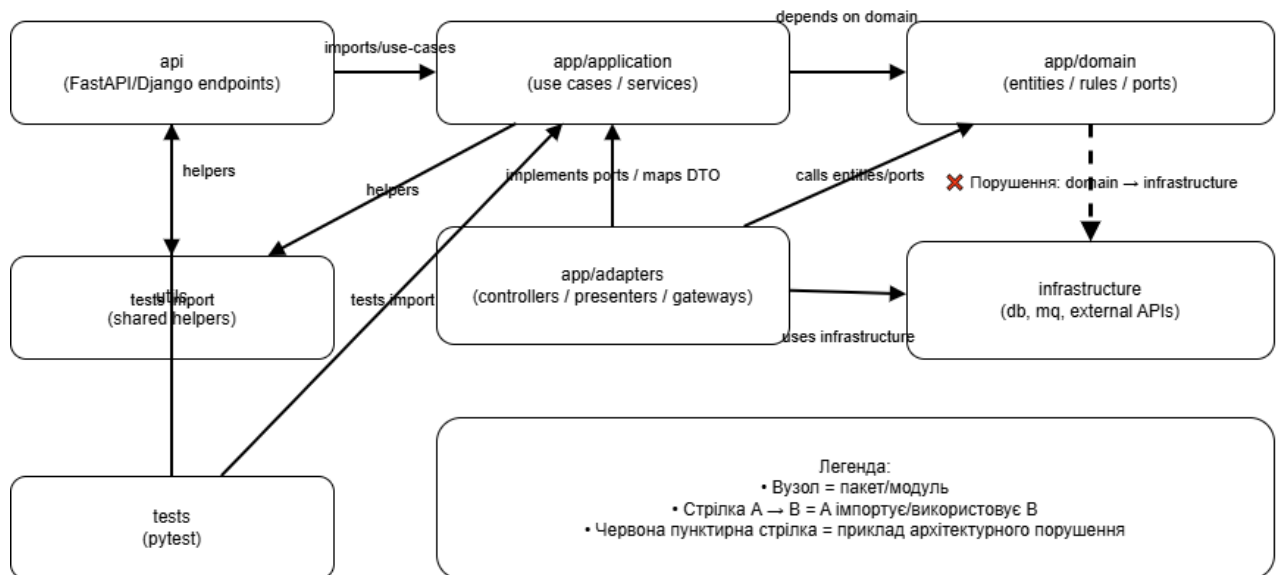 depends on domain
api
(FastAPI/Django endpoints)
imports/use-cases
app/application
(use cases / services)
app/domain
(entities / rules / ports)
helpers
helpers
implements ports / maps DTO
calls entities/ports
❌ Порушення: domain → infrastructure
utils
tests import
(shared helpers)
tests import
app/adapters
(controllers / presenters / gateways)
infrastructure
(db, mq, external APIs)
uses infrastructure
tests
(pytest)
Легенда:
• Вузол = пакет/модуль
• Стрілка A → B = A імпортує/використовує B
• Червона пунктирна стрілка = приклад архітектурного порушення